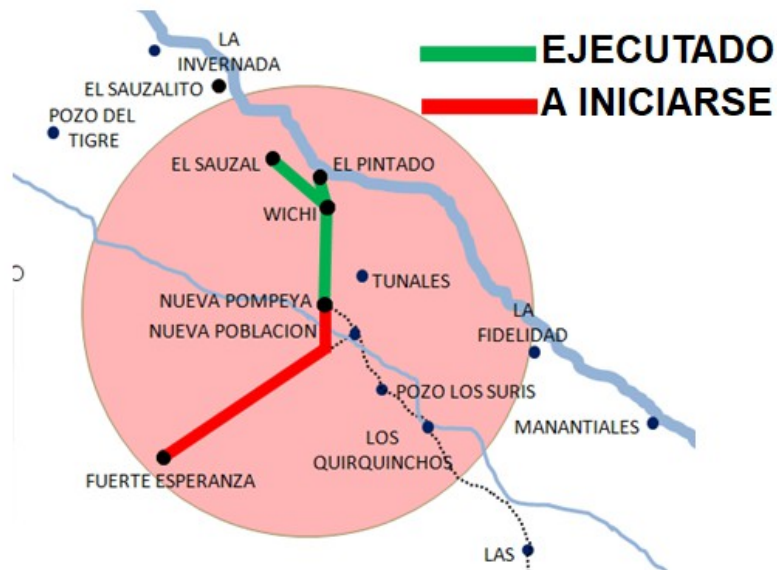 LA
INVERNADA
EJECUTADO
EL SAUZALITO
A INICIARSE
POZO DEL
TIGRE
EL SAUZAL
EL PINTADO
WICHI
TUNALES
NUEVA POMPEYA
NUEVA POBLACION
LA
FIDELIDAD
POZO LOS SURIS
MANANTIALES
LOS
QUIRQUINCHOS
FUERTE ESPERANZA
LAS